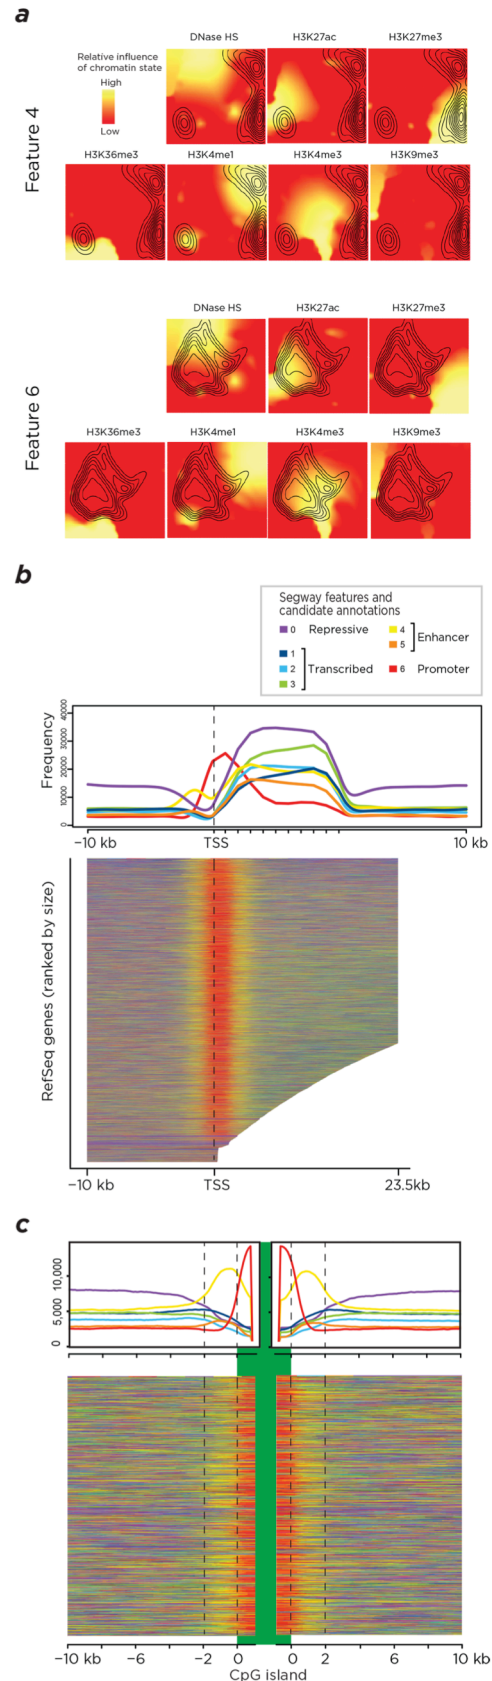 a
DNase HS
H3K27ac
H3K27me3
Relative influence
of chromatin state
High
Low
Feature 4
H3K36me3
H3K4me1
H3K4me3
H3K9me3
DNase HS
H3K27ac
H3K27me3
Feature 6
H3K36me3
H3K4me1
H3K4me3
H3K9me3
b
Segway features and
candidate annotations
0 Repressive
4
5
Enhancer
1
2
3
Transcribed
6 Promoter
Frequency
40000
30000
20000
10000
0
−10 kb
TSS
10 kb
RefSeq genes (ranked by size)
−10 kb
TSS
23.5kb
c
10,000
5,000
0
−10 kb
−6
−2
0
0
2
6
10 kb
CpG island